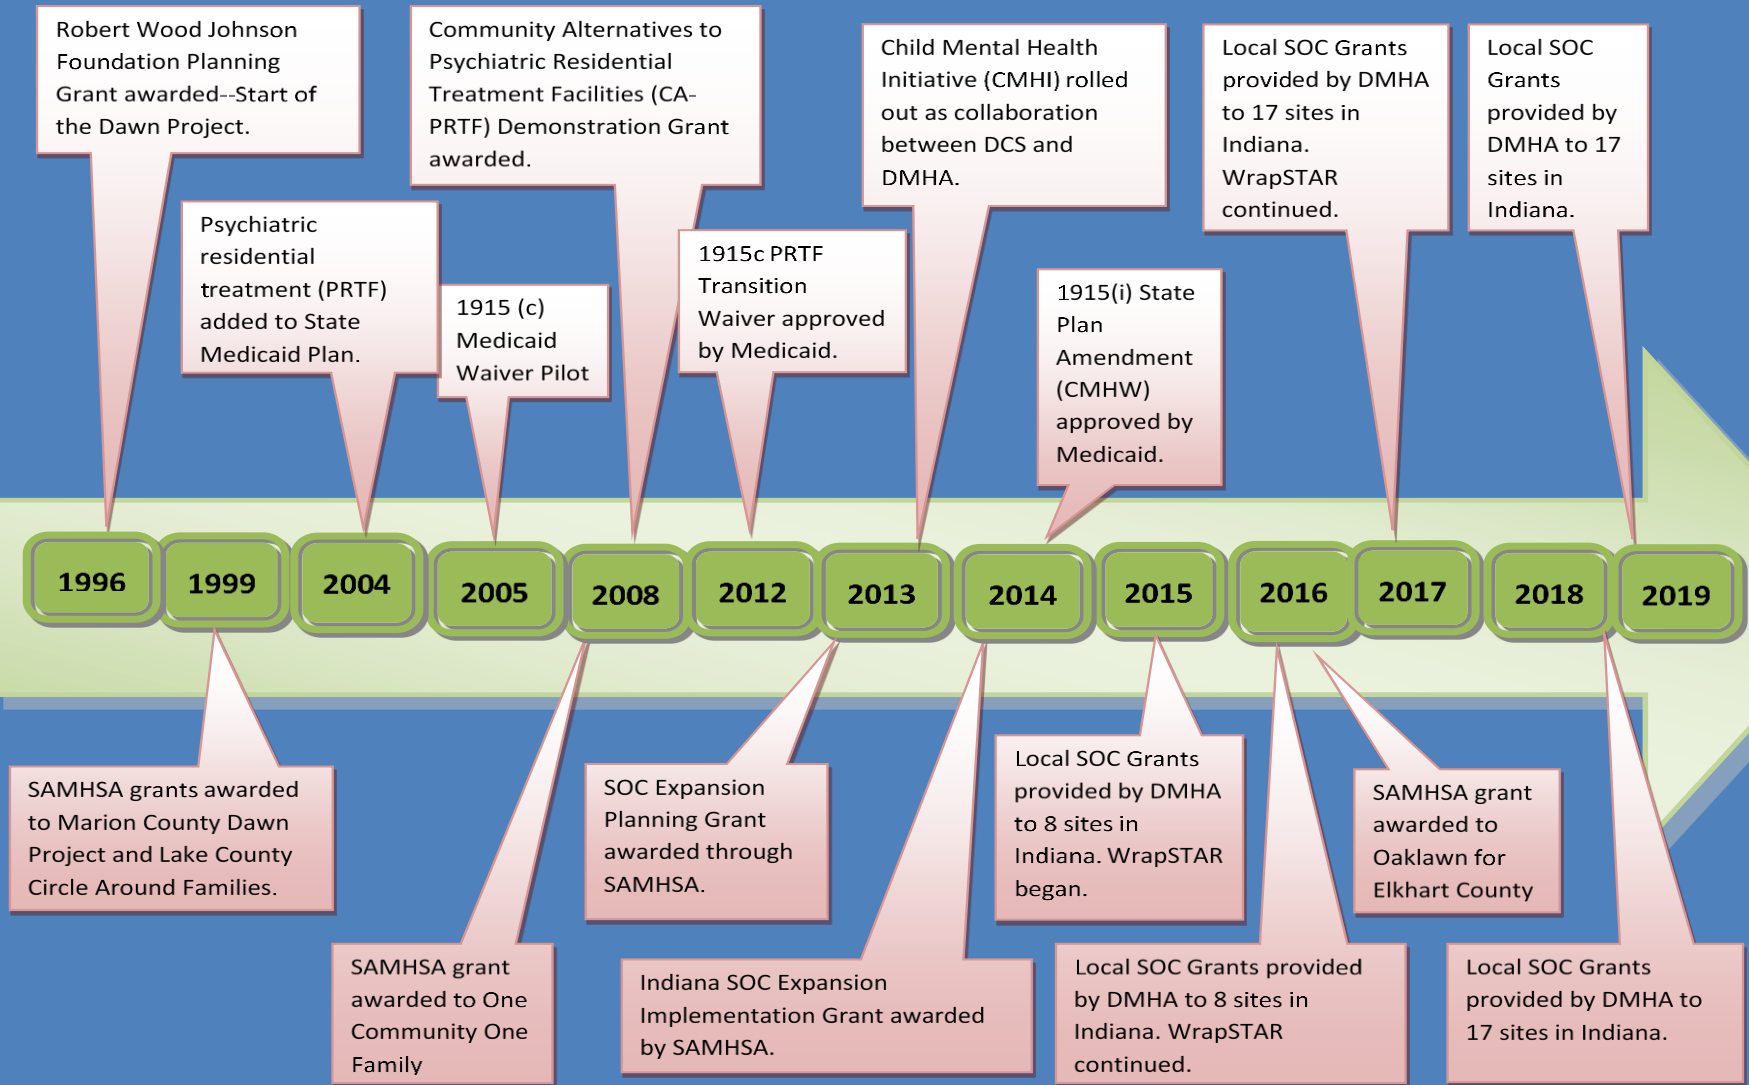 Robert Wood Johnson
Foundation Planning
Grant awarded--Start of
the Dawn Project.
Community Alternatives to
Psychiatric Residential
Treatment Facilities (CA-
PRTF) Demonstration Grant
awarded.
Child Mental Health
Initiative (CMHI) rolled
out as collaboration
between DCS and
DMHA.
Local SOC Grants
provided by DMHA
to 17 sites in
Indiana.
WrapSTAR
continued.
Local SOC
Grants
provided by
DMHA to 17
sites in
Indiana.
Psychiatric
residential
treatment (PRTF)
added to State
Medicaid Plan.
1915 (c)
Medicaid
Waiver Pilot
1915c PRTF
Transition
Waiver approved
by Medicaid.
1915(i) State
Plan
Amendment
(CMHW)
approved by
Medicaid.
1996
1999
2004
2005
2008
2012
2013
2014
2015
2016
2017
2018
2019
SAMHSA grants awarded
to Marion County Dawn
Project and Lake County
Circle Around Families.
SAMHSA grant
awarded to One
Community One
Family
SOC Expansion
Planning Grant
awarded through
SAMHSA.
Indiana SOC Expansion
Implementation Grant awarded
by SAMHSA.
Local SOC Grants
provided by DMHA
to 8 sites in
Indiana. WrapSTAR
began.
Local SOC Grants provided
by DMHA to 8 sites in
Indiana. WrapSTAR
continued.
SAMHSA grant
awarded to
Oaklawn for
Elkhart County
Local SOC Grants
provided by DMHA to
17 sites in Indiana.